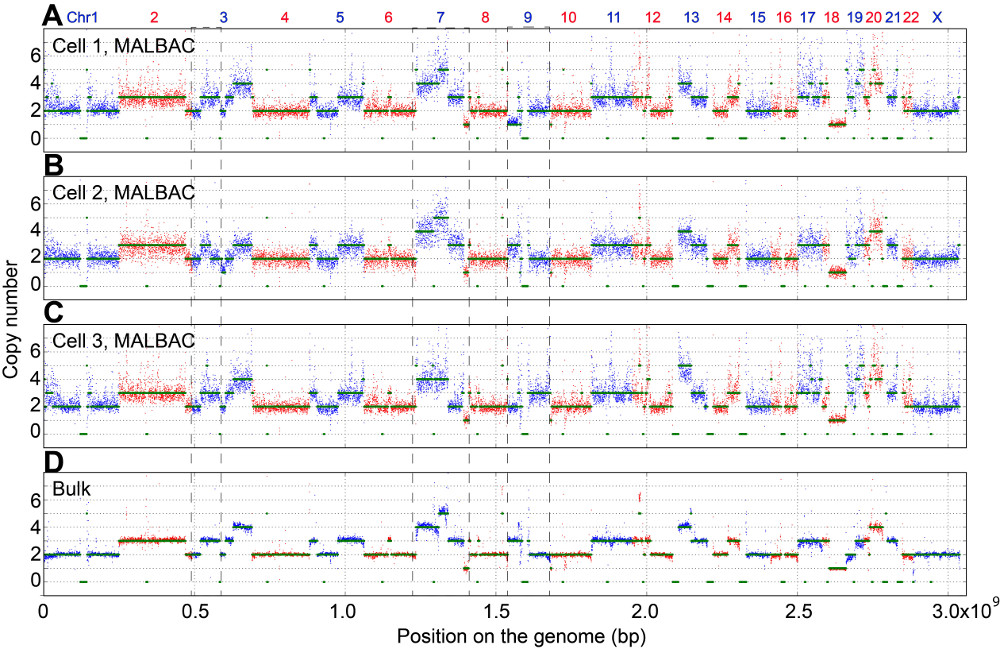 A Chr1 2 3 4 5 6 7 8 9 10 11 12 13 14 15 16 17 18 19 20 21 22 X
Cell 1, MALBAC
6
4
2
0
B
Cell 2, MALBAC
6
4
2
0
C
Cell 3, MALBAC
6
4
2
0
Copy number
D
Bulk
6
4
2
0
0 0.5 1.0 1.5 2.0 2.5 3.0x10⁹
Position on the genome (bp)